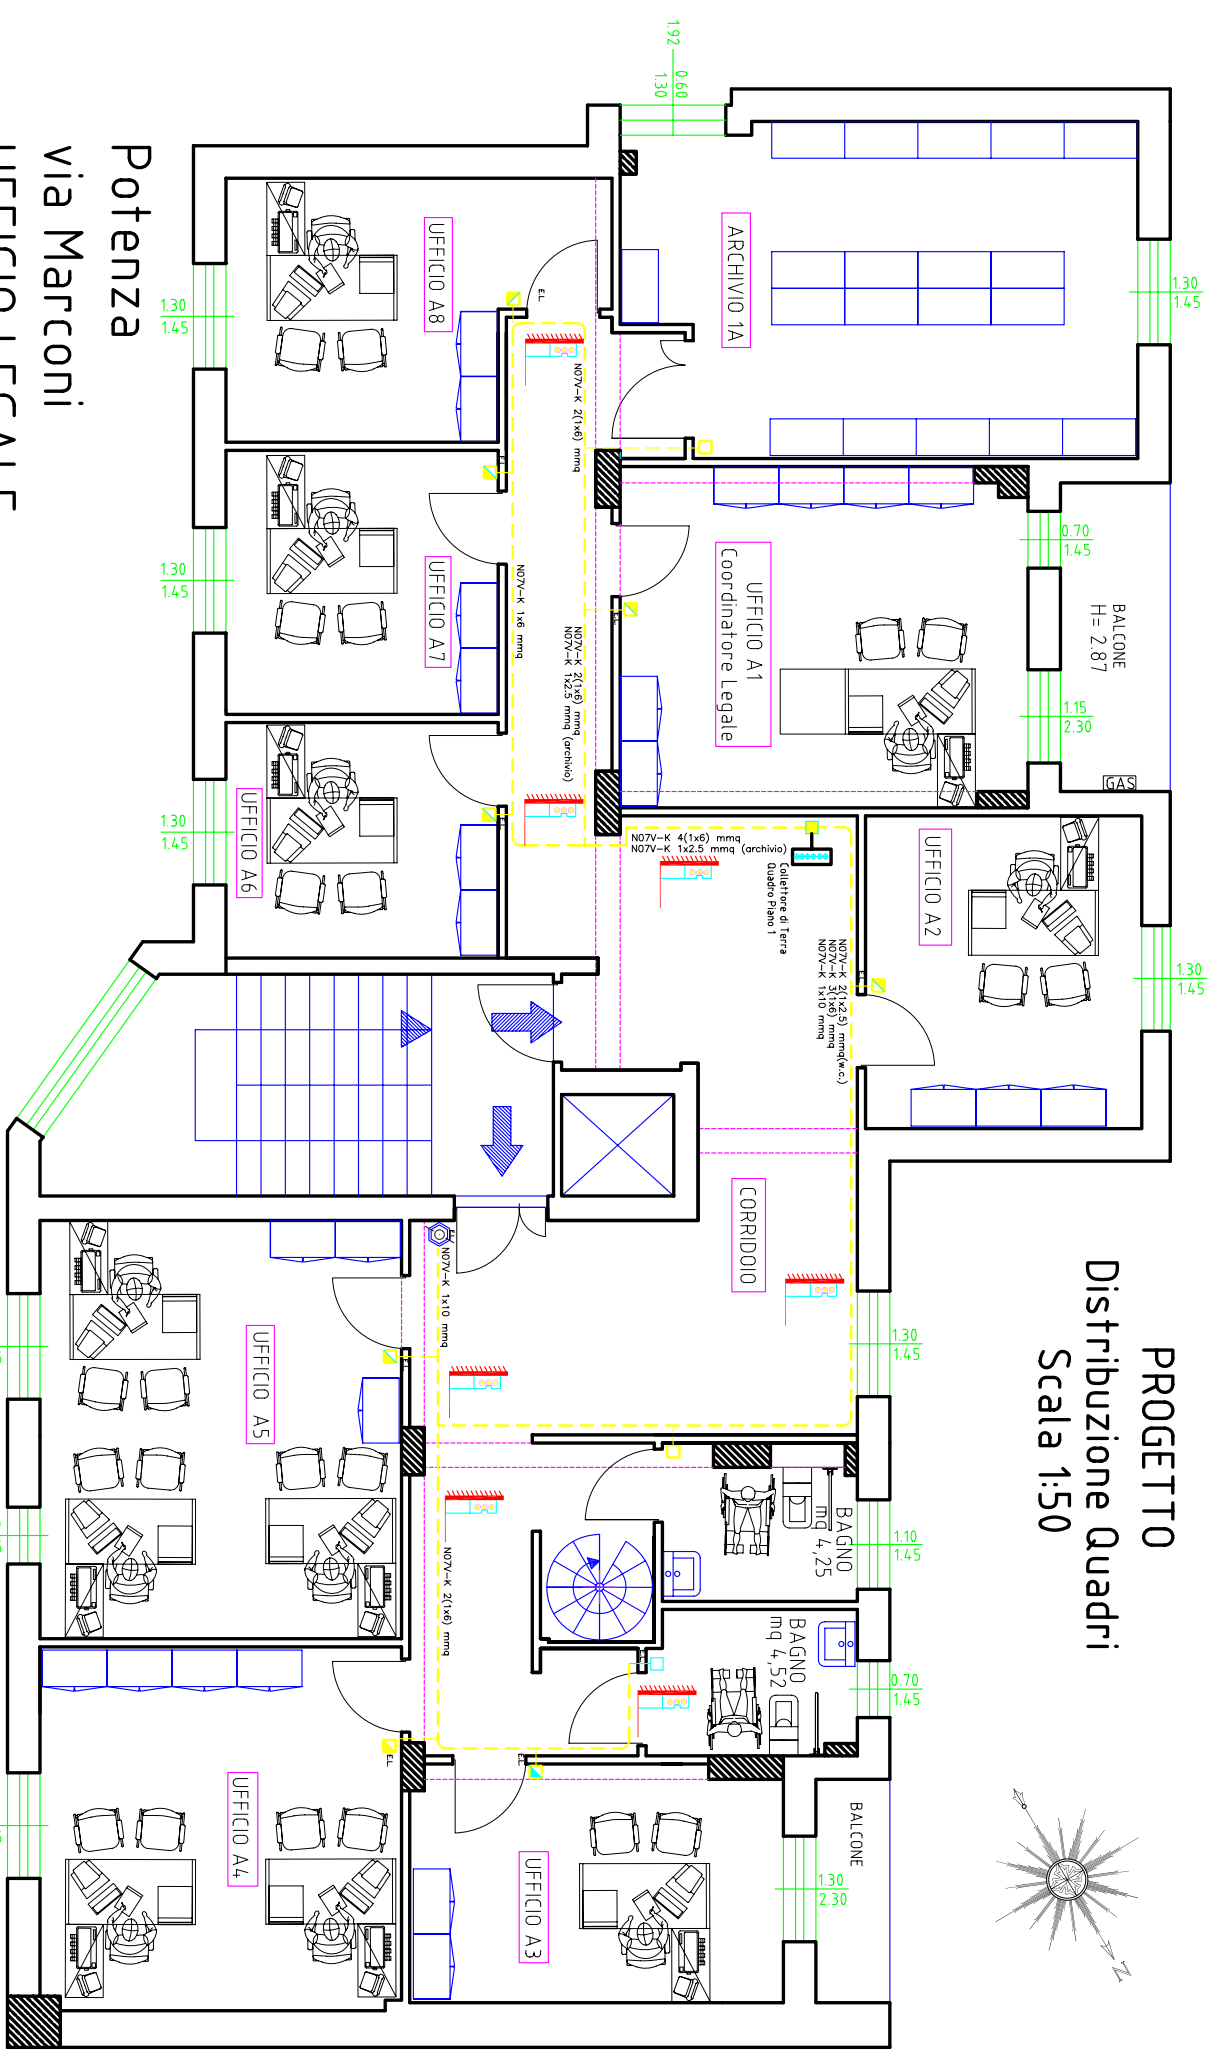 PROGETTO
Distribuzione Quadri
Scala 1:50
Potenza
via Marconi
UFFICIO LEGALE
1.92
0.60
1.30
ARCHIVIO 1A
1.30
1.45
UFFICIO A8
1.30
1.45
E.L.
N07V-K 2(1x6) mmq
UFFICIO A7
1.30
1.45
E.L.
N07V-K 1x6 mmq
N07V-K 2(1x6) mmq
N07V-K 1x2.5 mmq (archivio)
UFFICIO A1
Coordinatore Legale
E.L.
0.70
1.45
BALCONE
H= 2.87
1.15
2.30
GAS
UFFICIO A6
1.30
1.45
E.L.
N07V-K 4(1x6) mmq
N07V-K 1x2.5 mmq (archivio)
Collettore di Terra
Quadro Piano 1
UFFICIO A2
1.30
1.45
E.L.
N07V-K 2(1x2.5) mmq(w.c.)
N07V-K 3(1x6) mmq
N07V-K 1x10 mmq
CORRIDOIO
1.30
1.45
E.L.
N07V-K 1x10 mmq
UFFICIO A5
E.L.
BAGNO
mq 4,25
1.10
1.45
N07V-K 2(1x6) mmq
BAGNO
mq 4,52
0.70
1.45
E.L.
UFFICIO A4
E.L.
UFFICIO A3
BALCONE
1.30
2.30
N